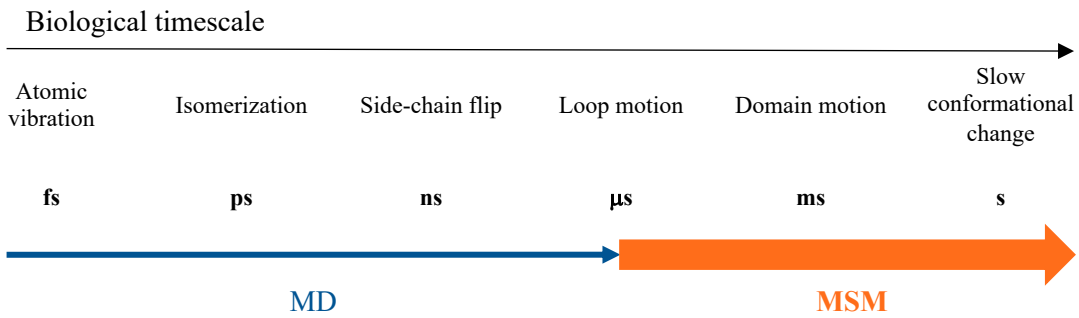 Biological timescale
Atomic
vibration
Isomerization
Side-chain flip
Loop motion
Domain motion
Slow
conformational
change
fs
ps
ns
μs
ms
s
MD
MSM